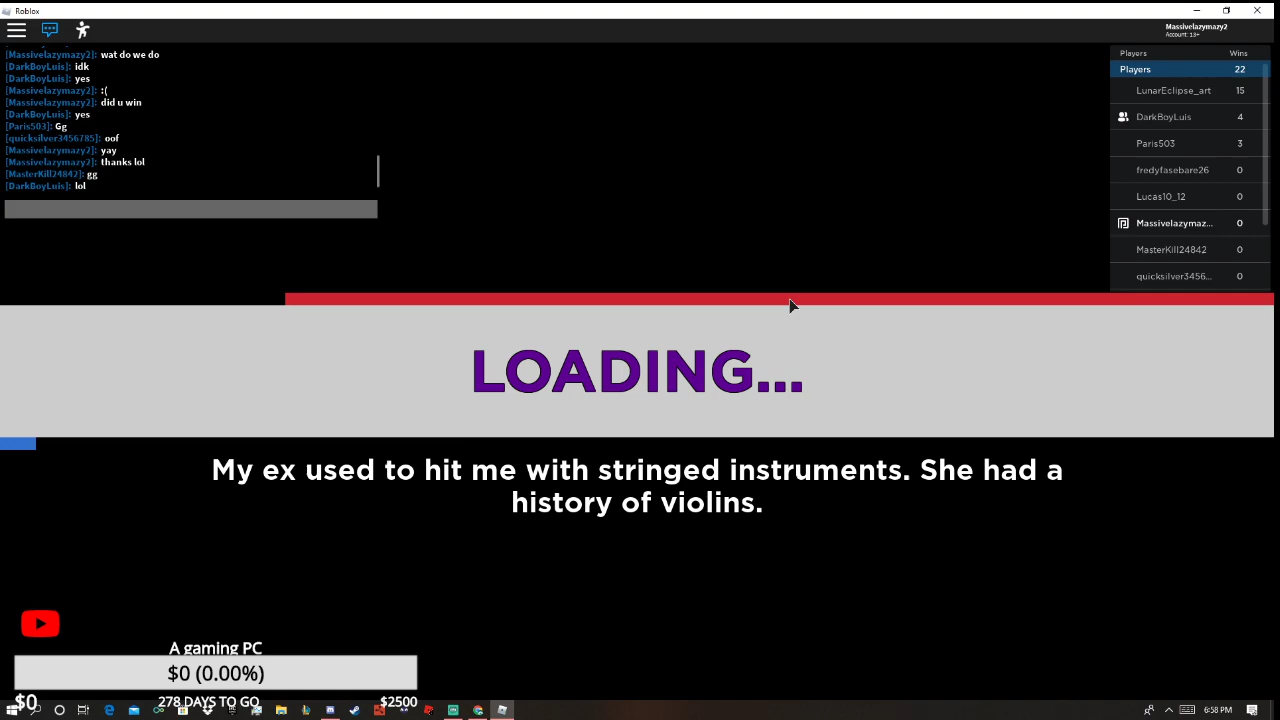 Roblox
Massivelazymazy2
Account: 13+
[Massivelazymazy2]: wat do we do
[DarkBoyLuis]: idk
[DarkBoyLuis]: yes
[Massivelazymazy2]: :(
[Massivelazymazy2]: did u win
[DarkBoyLuis]: yes
[Paris503]: Gg
[quicksilver3456785]: oof
[Massivelazymazy2]: yay
[Massivelazymazy2]: thanks lol
[MasterKill24842]: gg
[DarkBoyLuis]: lol
Players Wins
Players 22
LunarEclipse_art 15
DarkBoyLuis 4
Paris503 3
fredyfasebare26 0
Lucas10_12 0
Massivelazymaz... 0
MasterKill24842 0
quicksilver3456... 0
LOADING...
My ex used to hit me with stringed instruments. She had a
history of violins.
A gaming PC
$0 (0.00%)
$0 278 DAYS TO GO $2500
6:58 PM